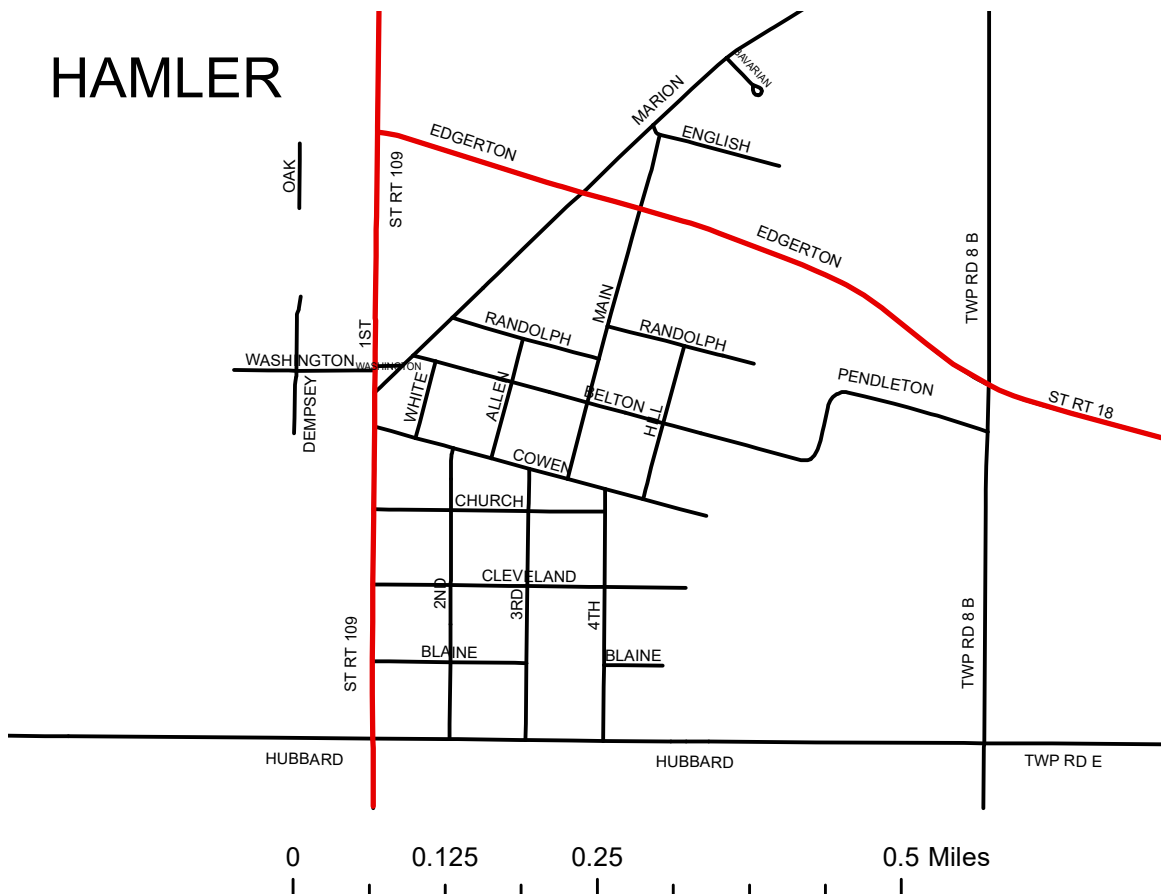 HAMLER
BAVARIAN
MARION
EDGERTON
ENGLISH
OAK
ST RT 109
EDGERTON
TWP RD 8 B
MAIN
1ST
RANDOLPH
RANDOLPH
WASHINGTON
WASHINGTON
DEMPSEY
WHITE
ALLEN
BELTON
HILL
PENDLETON
ST RT 18
COWEN
CHURCH
CLEVELAND
2ND
3RD
4TH
ST RT 109
BLAINE
BLAINE
TWP RD 8 B
HUBBARD
HUBBARD
TWP RD E
0 0.125 0.25 0.5 Miles